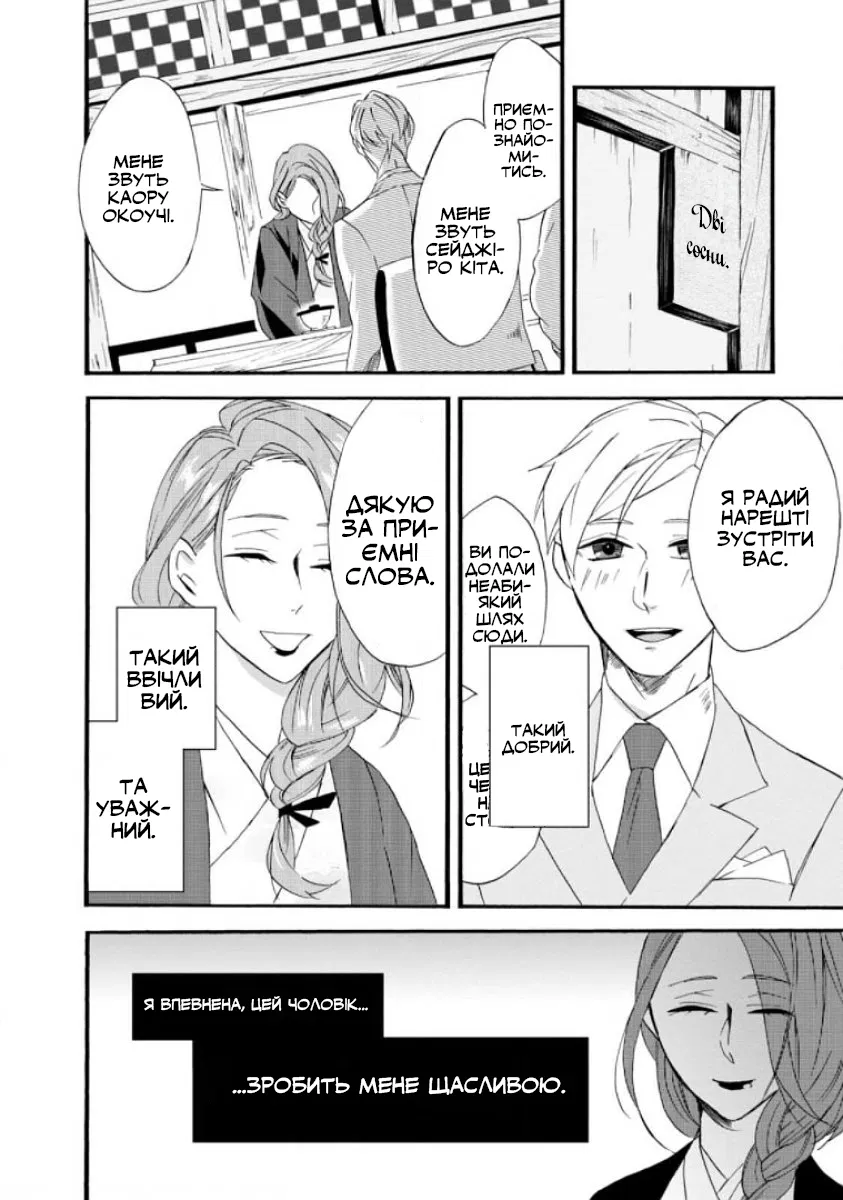 Дві
сосни.
ПРИЄМ-
НО ПО-
ЗНАЙО-
МИ-
ТИСЬ.
МЕНЕ
ЗВУТЬ
СЕЙДЖІ-
РО КІТА.
МЕНЕ
ЗВУТЬ
КАОРУ
ОКОУЧІ.
Я РАДИЙ
НАРЕШТІ
ЗУСТРІТИ
ВАС.
ВИ ПО-
ДОЛАЛИ
НЕАБИ-
ЯКИЙ
ШЛЯХ
СЮДИ.
ТАКИЙ
ДОБРИЙ.
ДЯКУЮ
ЗА ПРИ-
ЄМНІ
СЛОВА.
ТАКИЙ
ВВІЧЛИ
ВИЙ.
ТА
УВАЖ-
НИЙ.
Я ВПЕВНЕНА, ЦЕЙ ЧОЛОВІК...
...ЗРОБИТЬ МЕНЕ ЩАСЛИВОЮ.